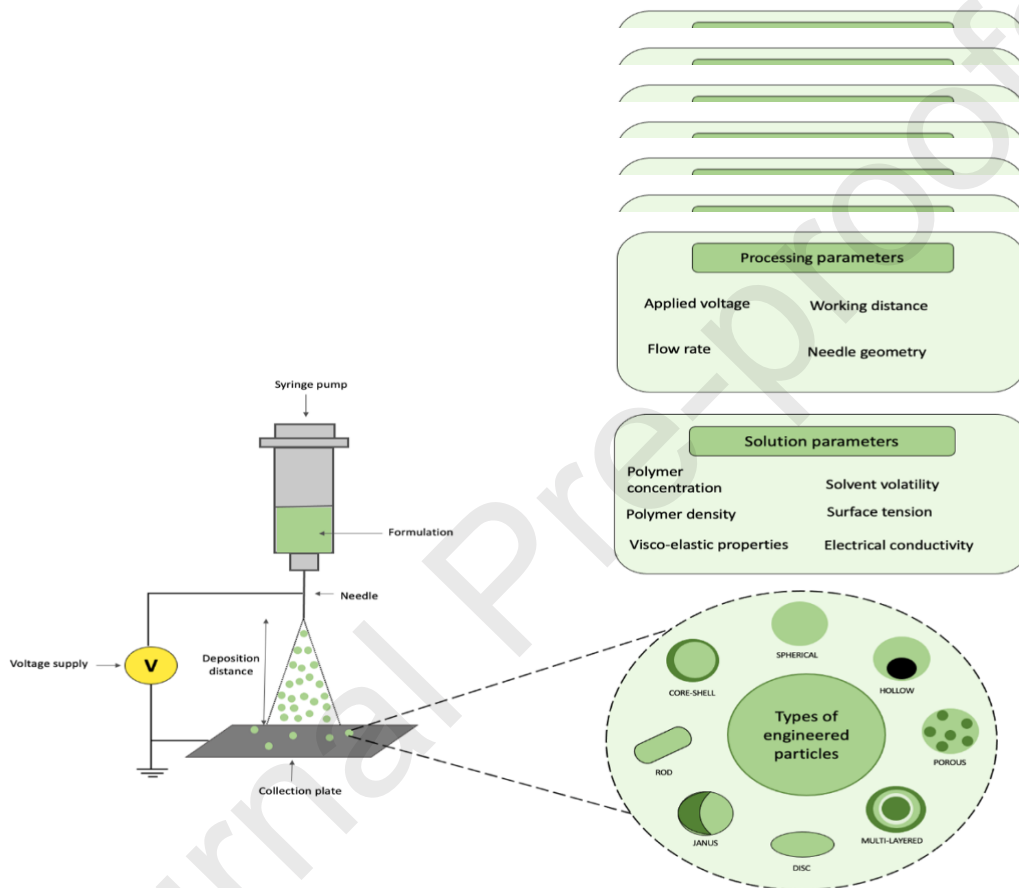 Processing parameters
Applied voltage
Working distance
Flow rate
Needle geometry
Solution parameters
Polymer
concentration
Solvent volatility
Polymer density
Surface tension
Visco-elastic properties
Electrical conductivity
Syringe pump
Formulation
Needle
Voltage supply
V
Deposition
distance
Collection plate
SPHERICAL
CORE-SHELL
HOLLOW
Types of
engineered
particles
ROD
POROUS
JANUS
MULTI-LAYERED
DISC
rnal Pre-proof